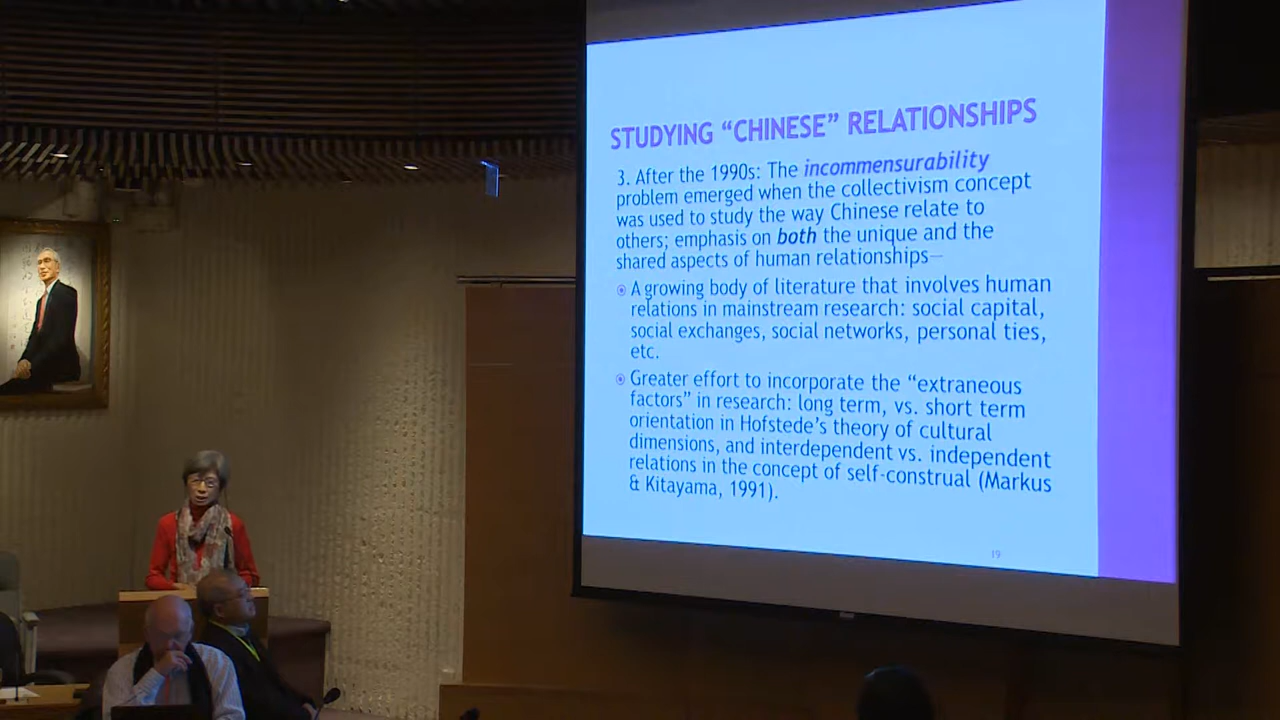 STUDYING “CHINESE” RELATIONSHIPS
3. After the 1990s: The incommensurability
problem emerged when the collectivism concept
was used to study the way Chinese relate to
others; emphasis on both the unique and the
shared aspects of human relationships—
A growing body of literature that involves human
relations in mainstream research: social capital,
social exchanges, social networks, personal ties,
etc.
Greater effort to incorporate the “extraneous
factors” in research: long term, vs. short term
orientation in Hofstede’s theory of cultural
dimensions, and interdependent vs. independent
relations in the concept of self-construal (Markus
& Kitayama, 1991).
19